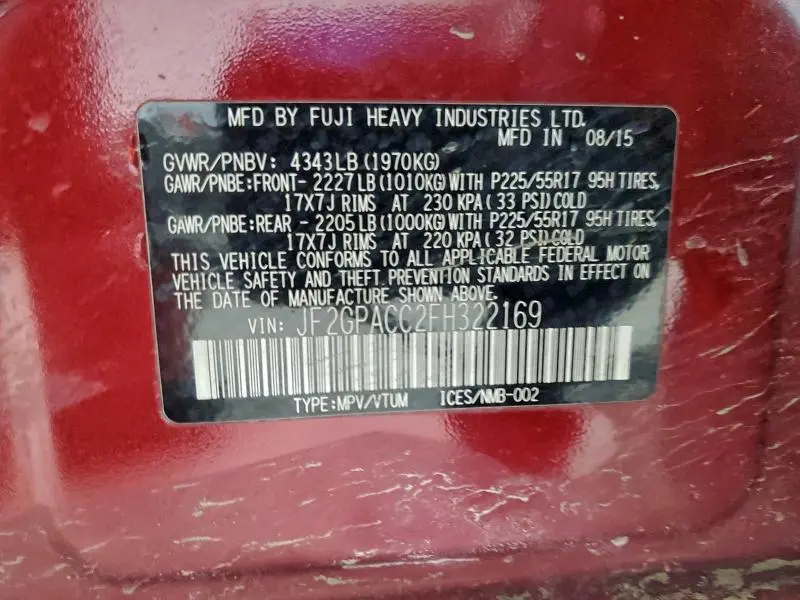 MFD BY FUJI HEAVY INDUSTRIES LTD.
MFD IN 08/15
GVWR/PNBV: 4343LB(1970KG)
GAWR/PNBE:FRONT- 2227LB(1010KG)WITH P225/55R17 95H TIRES,
17X7J RIMS AT 230 KPA( 33 PSI)COLD
GAWR/PNBE:REAR - 2205LB(1000KG)WITH P225/55R17 95H TIRES,
17X7J RIMS AT 220 KPA( 32 PSI)COLD
THIS VEHICLE CONFORMS TO ALL APPLICABLE FEDERAL MOTOR
VEHICLE SAFETY AND THEFT PREVENTION STANDARDS IN EFFECT ON
THE DATE OF MANUFACTURE SHOWN ABOVE.
VIN: JF2GPACC2FH322169
TYPE:MPV/VTUM ICES/NMB-002